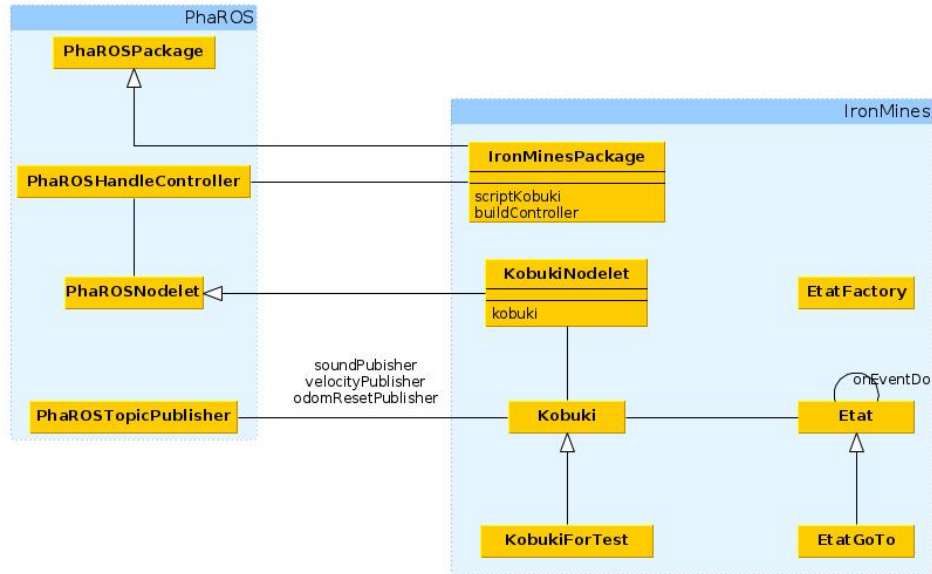 PhaROS
PhaROSPackage
PhaROSHandleController
PhaROSNodelet
PhaROSTopicPublisher
soundPubisher
velocityPublisher
odomResetPublisher
IronMines
IronMinesPackage
scriptKobuki
buildController
KobukiNodelet
kobuki
EtatFactory
onEventDo
Kobuki
Etat
KobukiForTest
EtatGoTo